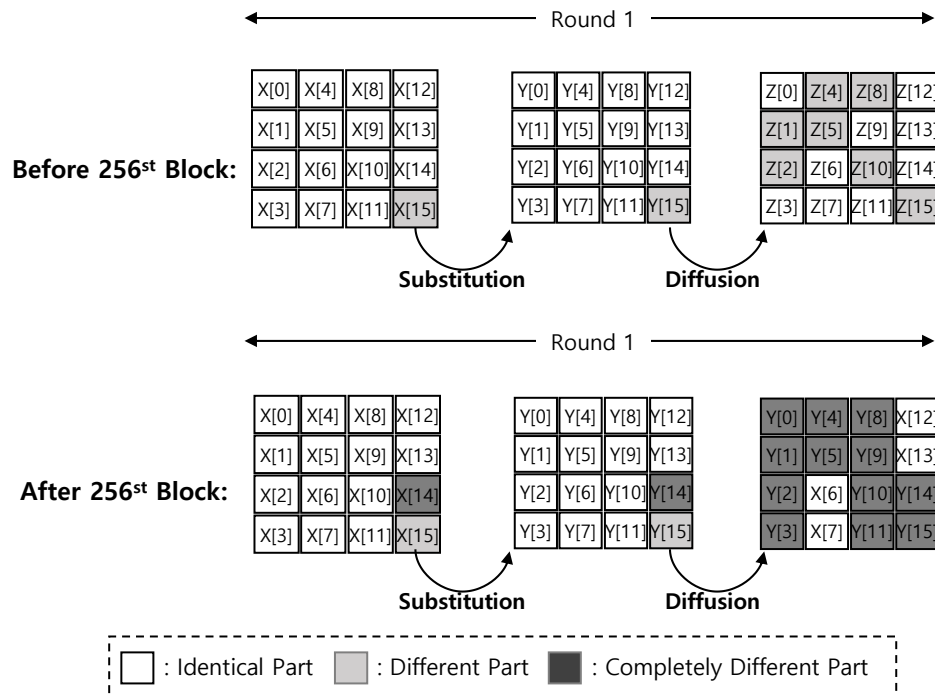 Round 1
X[0] X[4] X[8] X[12] Y[0] Y[4] Y[8] Y[12] Z[0] Z[4] Z[8] Z[12]
X[1] X[5] X[9] X[13] Y[1] Y[5] Y[9] Y[13] Z[1] Z[5] Z[9] Z[13]
Before 256st Block: X[2] X[6] X[10] X[14] Y[2] Y[6] Y[10] Y[14] Z[2] Z[6] Z[10] Z[14]
X[3] X[7] X[11] X[15] Y[3] Y[7] Y[11] Y[15] Z[3] Z[7] Z[11] Z[15]
Substitution Diffusion
Round 1
X[0] X[4] X[8] X[12] Y[0] Y[4] Y[8] Y[12] Y[0] Y[4] Y[8] X[12]
X[1] X[5] X[9] X[13] Y[1] Y[5] Y[9] Y[13] Y[1] Y[5] Y[9] X[13]
After 256st Block: X[2] X[6] X[10] X[14] Y[2] Y[6] Y[10] Y[14] Y[2] X[6] Y[10] Y[14]
X[3] X[7] X[11] X[15] Y[3] Y[7] Y[11] Y[15] Y[3] X[7] Y[11] Y[15]
Substitution Diffusion
: Identical Part : Different Part : Completely Different Part